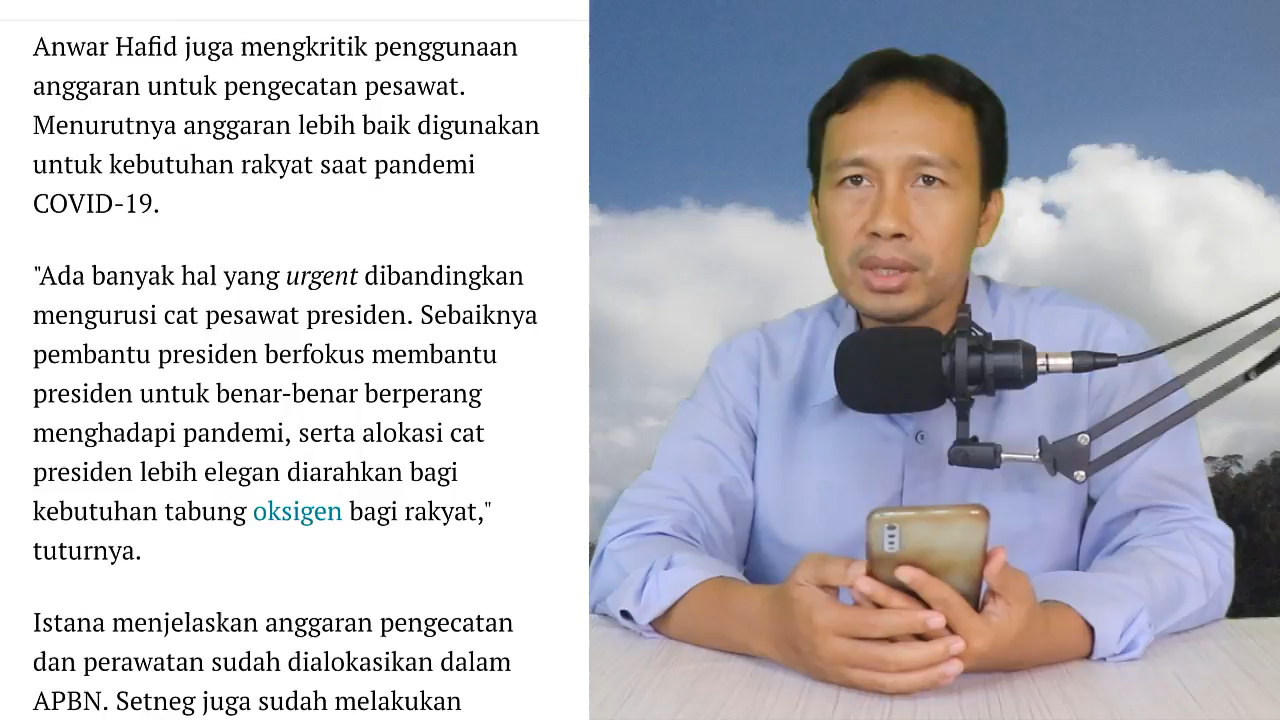 Anwar Hafid juga mengkritik penggunaan
anggaran untuk pengecatan pesawat.
Menurutnya anggaran lebih baik digunakan
untuk kebutuhan rakyat saat pandemi
COVID-19.
"Ada banyak hal yang urgent dibandingkan
mengurusi cat pesawat presiden. Sebaiknya
pembantu presiden berfokus membantu
presiden untuk benar-benar berperang
menghadapi pandemi, serta alokasi cat
presiden lebih elegan diarahkan bagi
kebutuhan tabung oksigen bagi rakyat,"
tuturnya.
Istana menjelaskan anggaran pengecatan
dan perawatan sudah dialokasikan dalam
APBN. Setneg juga sudah melakukan